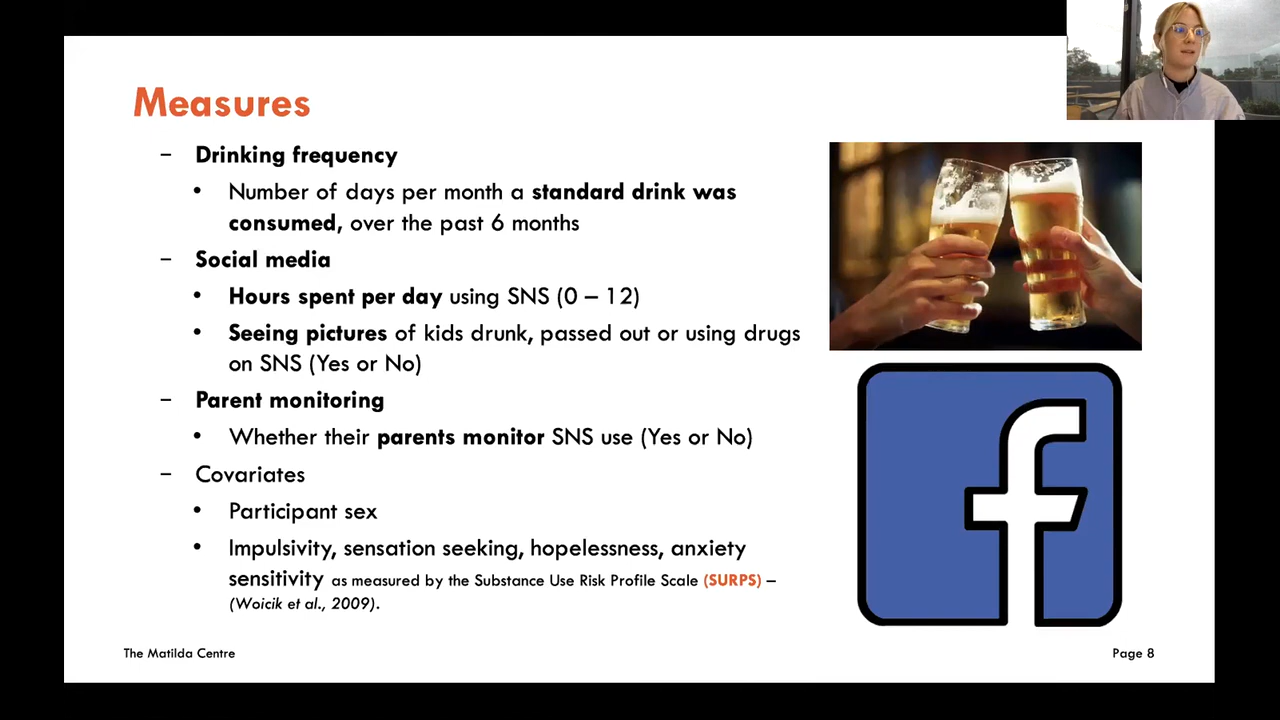 Measures
– Drinking frequency
• Number of days per month a standard drink was
consumed, over the past 6 months
– Social media
• Hours spent per day using SNS (0 – 12)
• Seeing pictures of kids drunk, passed out or using drugs
on SNS (Yes or No)
– Parent monitoring
• Whether their parents monitor SNS use (Yes or No)
– Covariates
• Participant sex
• Impulsivity, sensation seeking, hopelessness, anxiety
sensitivity as measured by the Substance Use Risk Profile Scale (SURPS) –
(Woicik et al., 2009).
The Matilda Centre
Page 8